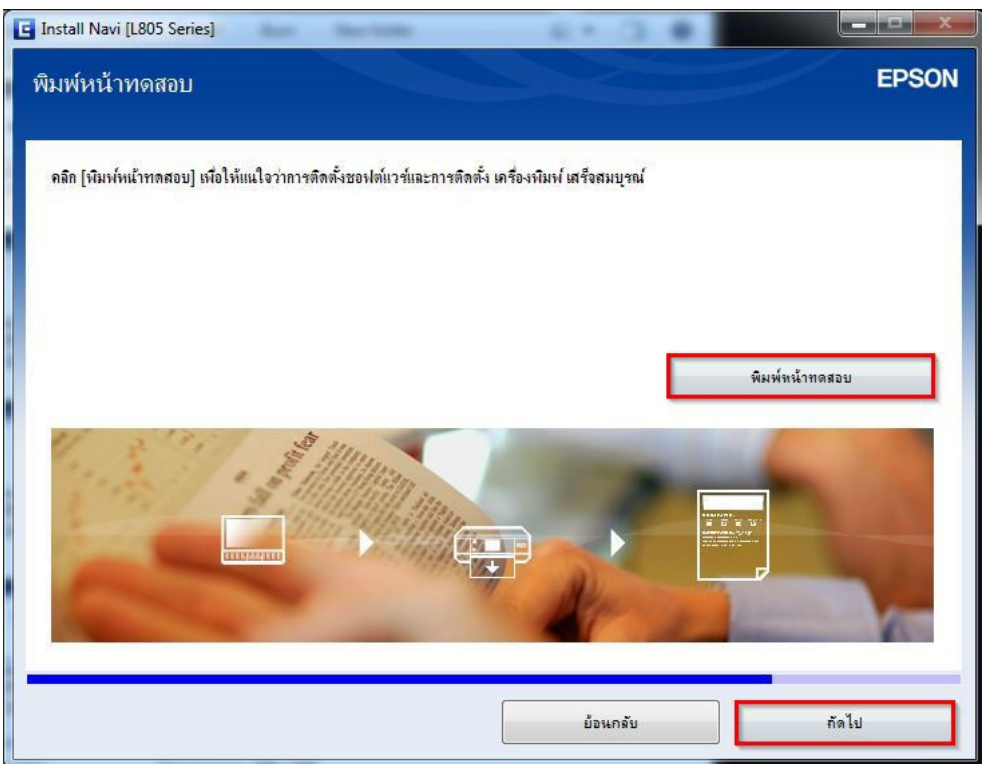 Install Navi [L805 Series]
พิมพ์หน้าทดสอบ
EPSON
คลิก [พิมพ์หน้าทดสอบ] เพื่อให้แน่ใจว่าการติดตั้งซอฟต์แวร์และการติดตั้ง เครื่องพิมพ์ เสร็จสมบูรณ์
พิมพ์หน้าทดสอบ
ย้อนกลับ
ถัดไป